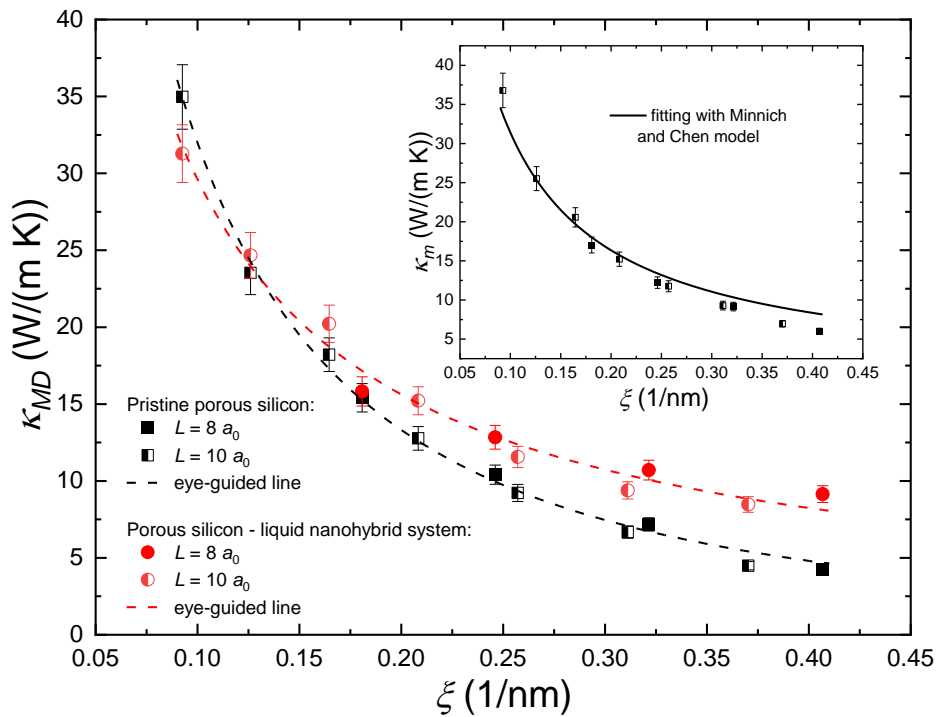 κMD (W/(m K))
40
35
30
25
20
15
10
5
0
0.05 0.10 0.15 0.20 0.25 0.30 0.35 0.40 0.45
ξ (1/nm)
Pristine porous silicon:
L = 8 a0
L = 10 a0
eye-guided line
Porous silicon - liquid nanohybrid system:
L = 8 a0
L = 10 a0
eye-guided line
κm (W/(m K))
40
35
30
25
20
15
10
5
fitting with Minnich
and Chen model
0.05 0.10 0.15 0.20 0.25 0.30 0.35 0.40 0.45
ξ (1/nm)